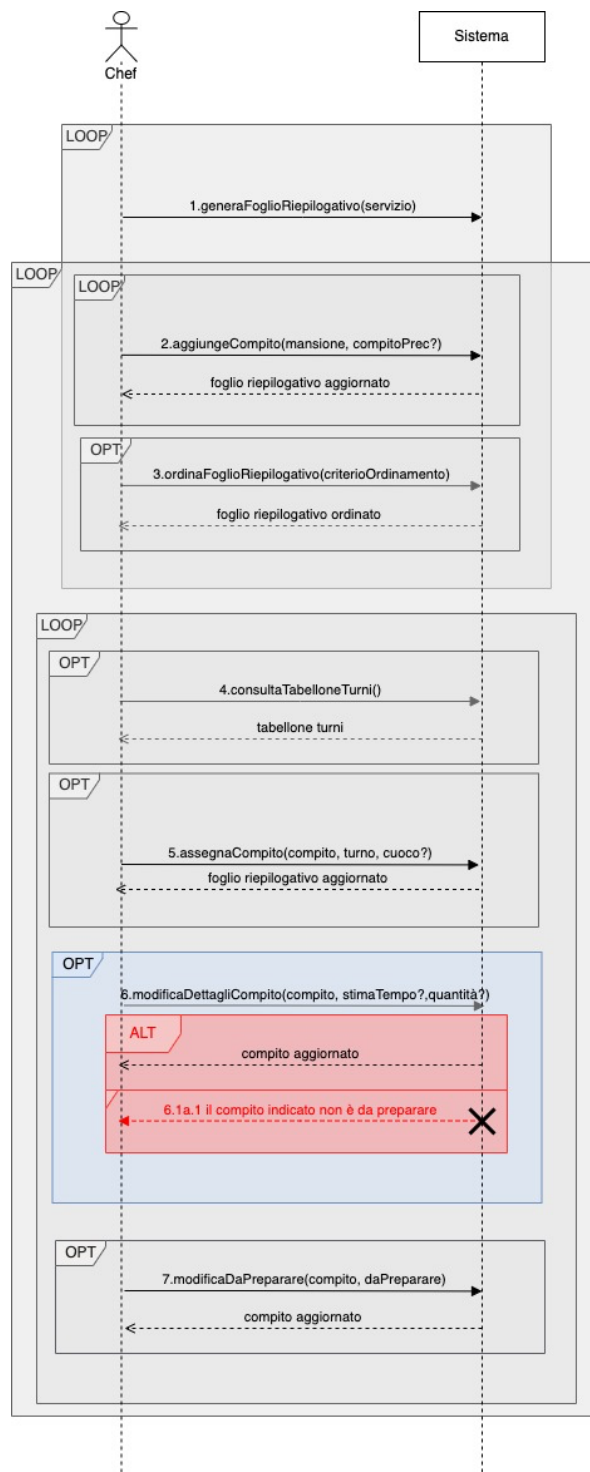 Sistema
Chef
LOOP
1.generaFoglioRiepilogativo(servizio)
LOOP
LOOP
2.aggiungeCompito(mansione, compitoPrec?)
foglio riepilogativo aggiornato
OPT
3.ordinaFoglioRiepilogativo(criterioOrdinamento)
foglio riepilogativo ordinato
LOOP
OPT
4.consultaTabelloneTurni()
tabellone turni
OPT
5.assegnaCompito(compito, turno, cuoco?)
foglio riepilogativo aggiornato
OPT
6.modificaDettagliCompito(compito, stimaTempo?,quantità?)
ALT
compito aggiornato
6.1a.1 il compito indicato non è da preparare
OPT
7.modificaDaPreparare(compito, daPreparare)
compito aggiornato